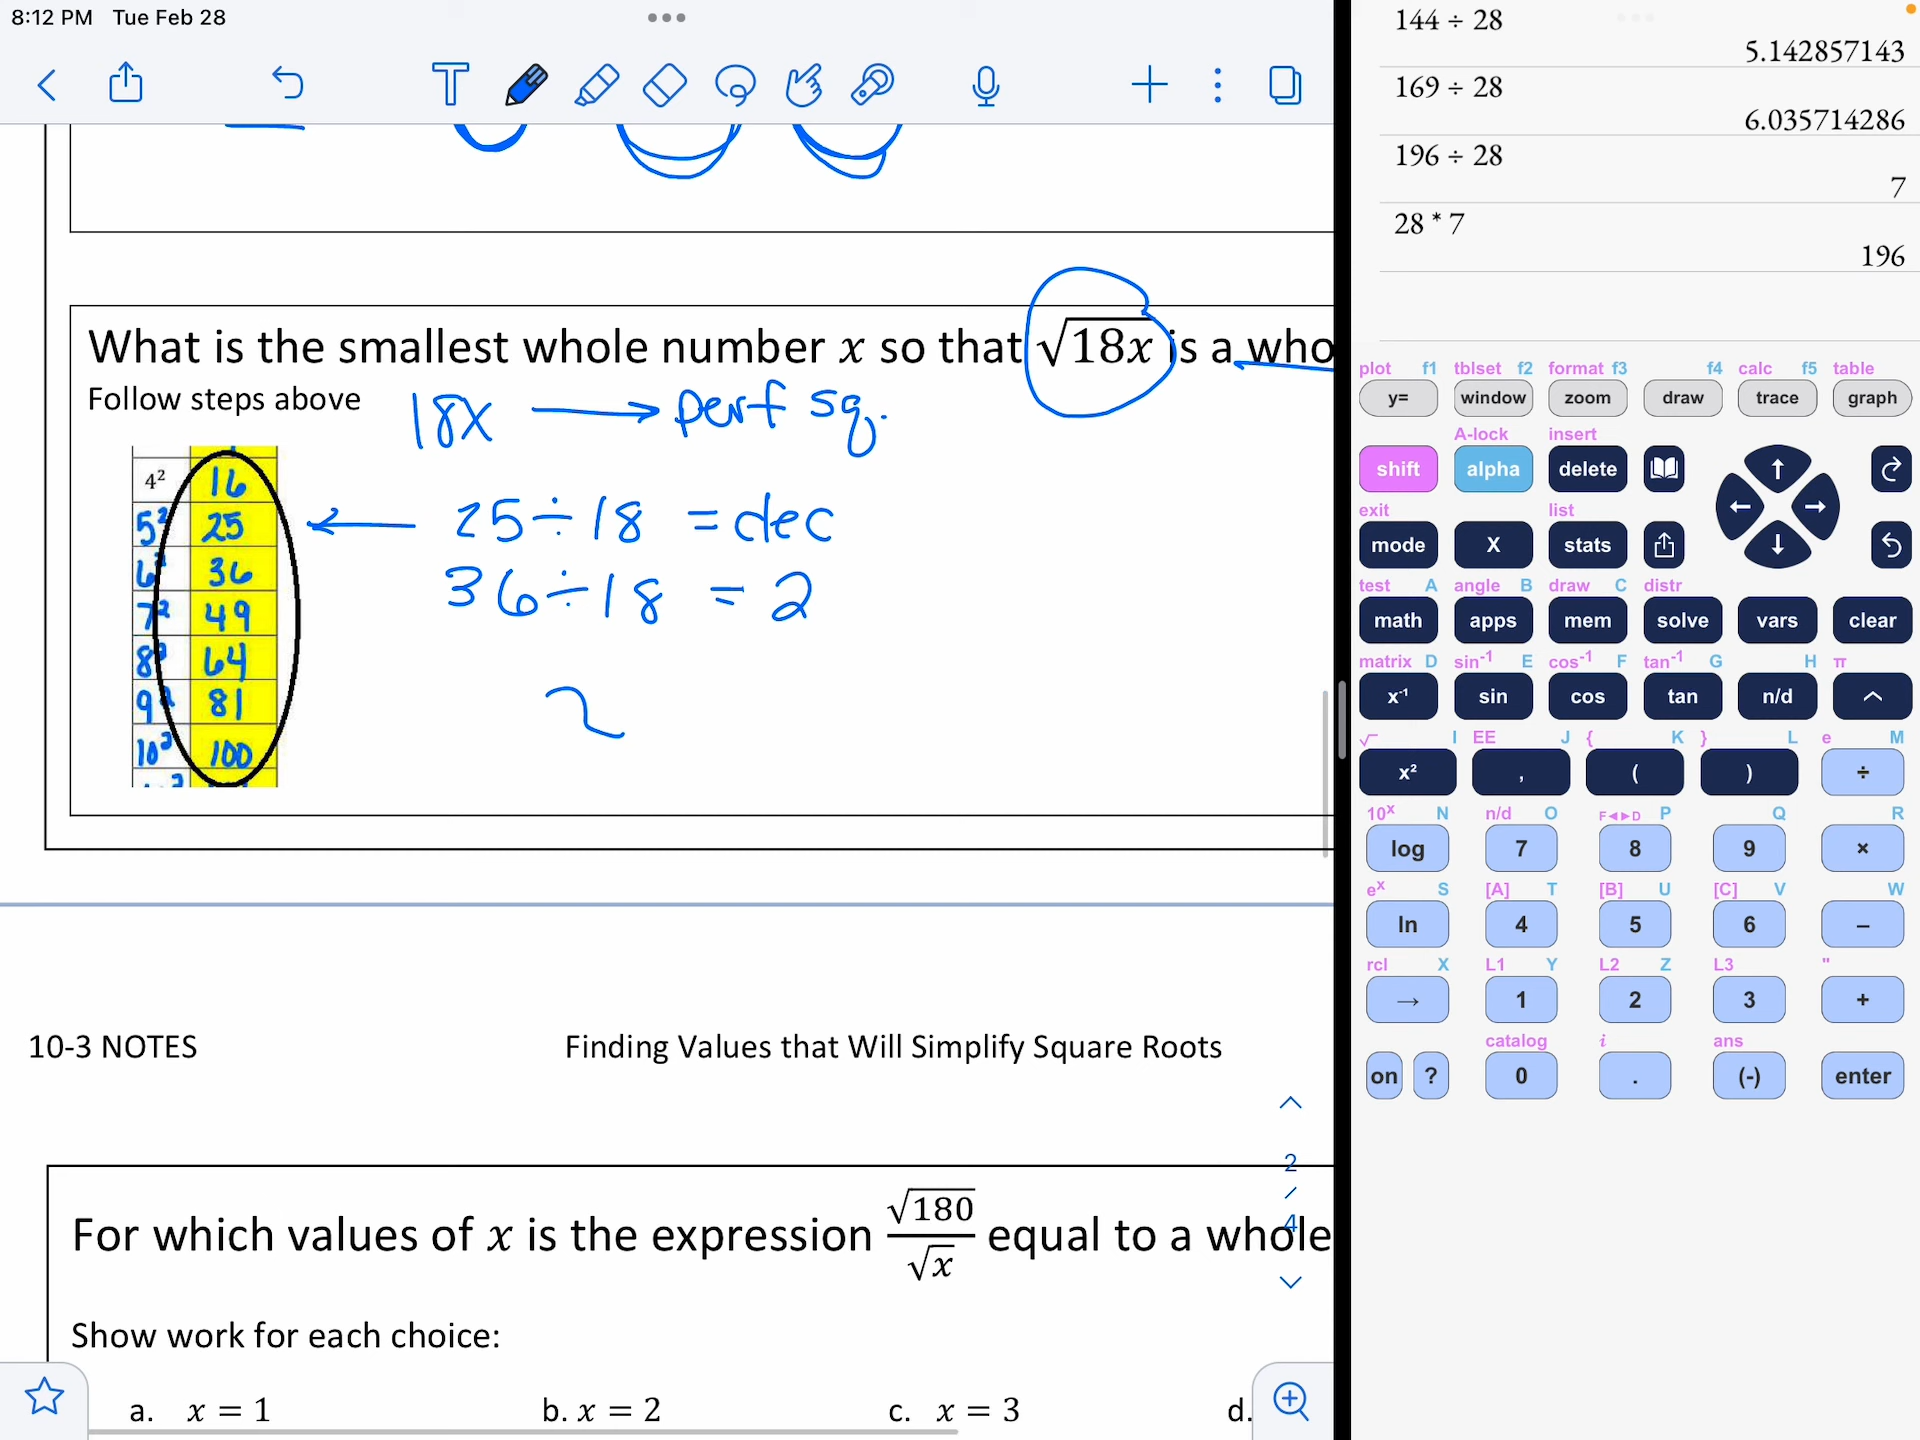 8:12 PM Tue Feb 28
What is the smallest whole number x so that √18x is a who
Follow steps above
18x → perf sq.
4² 16
5² 25
6² 36
7² 49
8² 64
9² 81
10² 100
← 25÷18 = dec
36÷18 = 2
2
10-3 NOTES Finding Values that Will Simplify Square Roots
2
/
4
For which values of x is the expression √180/√x equal to a whole
Show work for each choice:
a. x = 1 b. x = 2 c. x = 3 d.
144 ÷ 28
5.142857143
169 ÷ 28
6.035714286
196 ÷ 28
7
28 * 7
196
plot f1 tblset f2 format f3 f4 calc f5 table
y= window zoom draw trace graph
A-lock insert
shift alpha delete
exit list
mode X stats
test A angle B draw C distr
math apps mem solve vars clear
matrix D sin⁻¹ E cos⁻¹ F tan⁻¹ G H π
x⁻¹ sin cos tan n/d ^
√ I EE J { K } L e M
x² , ( ) ÷
10ˣ N n/d O F◄►D P Q R
log 7 8 9 ×
eˣ S [A] T [B] U [C] V W
ln 4 5 6 −
rcl X L1 Y L2 Z L3 "
→ 1 2 3 +
catalog i ans
on ? 0 . (-) enter